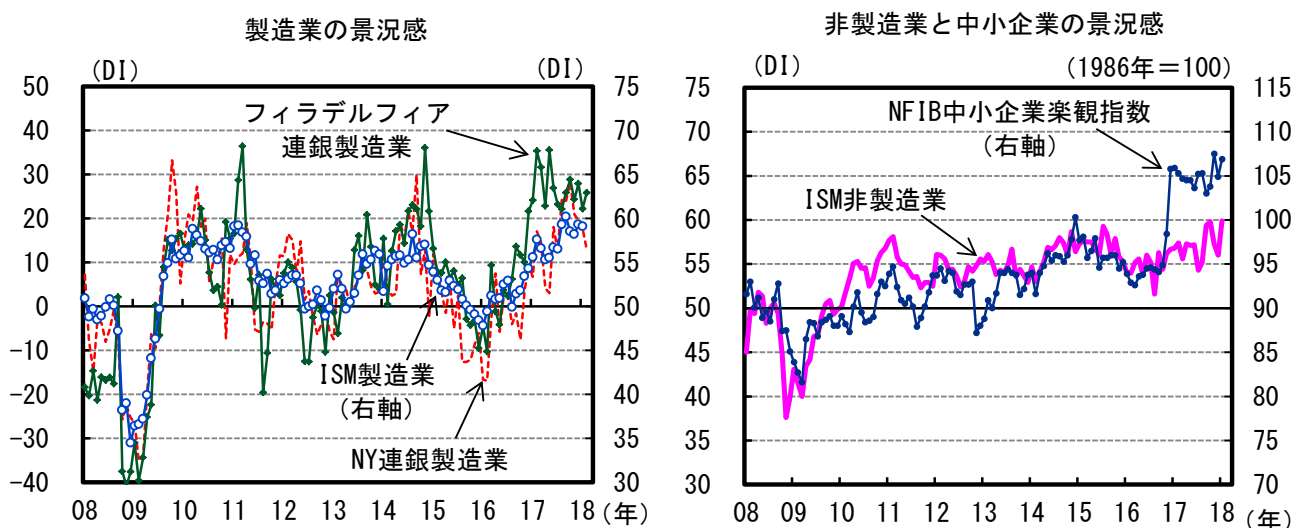 製造業の景況感
(DI)
(DI)
50
40
30
20
10
0
-10
-20
-30
-40
75
70
65
60
55
50
45
40
35
30
フィラデルフィア
連銀製造業
ISM製造業
(右軸)
NY連銀製造業
08 09 10 11 12 13 14 15 16 17 18 (年)
非製造業と中小企業の景況感
(DI)
(1986年＝100)
75
70
65
60
55
50
45
40
35
30
115
110
105
100
95
90
85
80
75
70
NFIB中小企業楽観指数
(右軸)
ISM非製造業
08 09 10 11 12 13 14 15 16 17 18
(年)